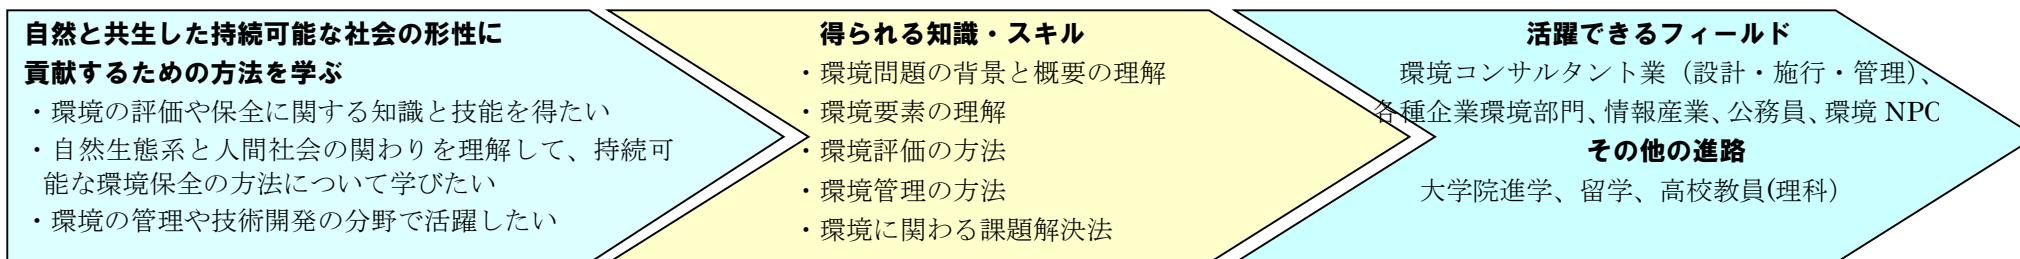 自然と共生した持続可能な社会の形性に
貢献するための方法を学ぶ
・環境の評価や保全に関する知識と技能を得たい
・自然生態系と人間社会の関わりを理解して、持続可
能な環境保全の方法について学びたい
・環境の管理や技術開発の分野で活躍したい
得られる知識・スキル
・環境問題の背景と概要の理解
・環境要素の理解
・環境評価の方法
・環境管理の方法
・環境に関わる課題解決法
活躍できるフィールド
環境コンサルタント業（設計・施行・管理）、
各種企業環境部門、情報産業、公務員、環境 NPO
その他の進路
大学院進学、留学、高校教員(理科）